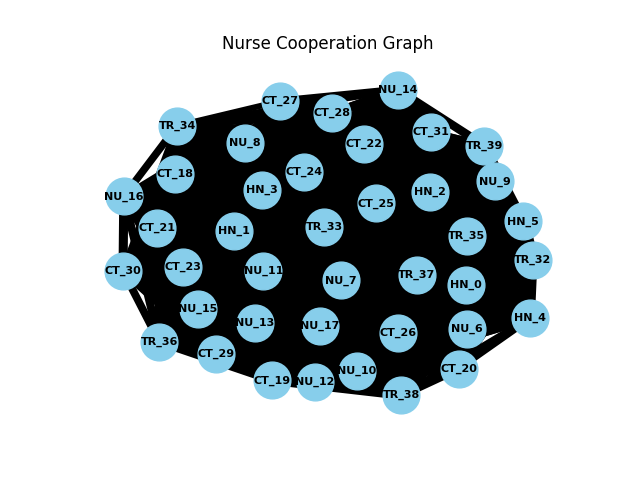 Nurse Cooperation Graph
NU_14
CT_27
CT_28
TR_34
CT_31
NU_8
CT_22
TR_39
CT_18
CT_24
NU_9
HN_3
HN_2
NU_16
CT_25
HN_5
CT_21
HN_1
TR_33
TR_35
TR_32
CT_23
CT_30
NU_11
TR_37
NU_7
HN_0
NU_15
HN_4
NU_13
NU_17
NU_6
CT_26
TR_36
CT_29
CT_20
NU_10
CT_19
NU_12
TR_38